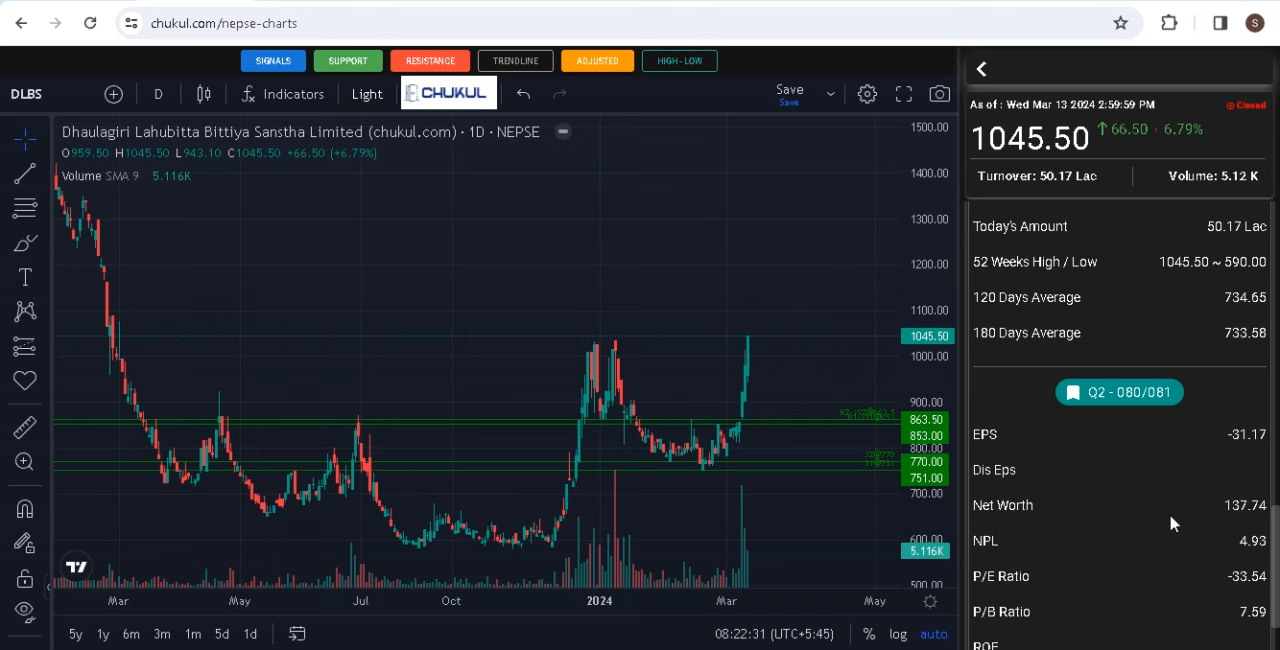 chukul.com/nepse-charts
S
SIGNALS SUPPORT RESISTANCE TRENDLINE ADJUSTED HIGH-LOW
DLBS D Indicators Light CHUKUL Save
Save
Dhaulagiri Lahubitta Bittiya Sanstha Limited (chukul.com) · 1D · NEPSE
O959.50 H1045.50 L943.10 C1045.50 +66.50 (+6.79%)
Volume SMA 9 5.116K
1500.00
1400.00
1300.00
1200.00
1100.00
1045.50
1000.00
900.00
863.50
853.00
800.00
770.00
S2@770
S1@751
751.00
700.00
600.00
5.116K
500.00
Mar May Jul Oct 2024 Mar May
5y 1y 6m 3m 1m 5d 1d 08:22:31 (UTC+5:45) % log auto
As of : Wed Mar 13 2024 2:59:59 PM Closed
1045.50 66.50 · 6.79%
Turnover: 50.17 Lac Volume: 5.12 K
Today's Amount 50.17 Lac
52 Weeks High / Low 1045.50 ~ 590.00
120 Days Average 734.65
180 Days Average 733.58
Q2 - 080/081
EPS -31.17
Dis Eps
Net Worth 137.74
NPL 4.93
P/E Ratio -33.54
P/B Ratio 7.59
ROE